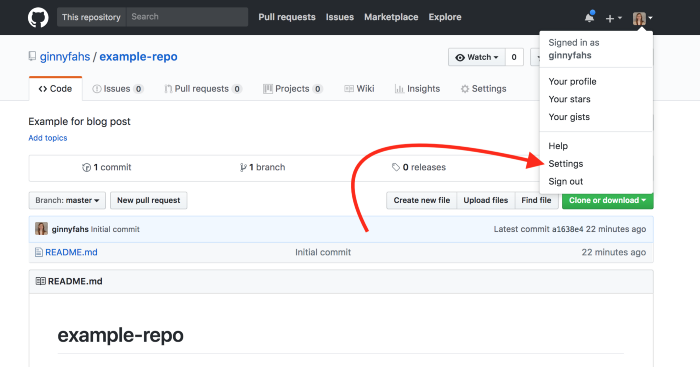 This repository Search Pull requests Issues Marketplace Explore
Signed in as
ginnyfahs
Your profile
Your stars
Your gists
Help
Settings
Sign out
ginnyfahs / example-repo
Watch 0
Code Issues 0 Pull requests 0 Projects 0 Wiki Insights Settings
Example for blog post
Add topics
1 commit 1 branch 0 releases
Branch: master New pull request Create new file Upload files Find file Clone or download
ginnyfahs Initial commit Latest commit a1638e4 22 minutes ago
README.md Initial commit 22 minutes ago
README.md
example-repo